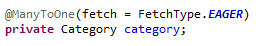 @ManyToOne(fetch = FetchType.EAGER)
private Category category;